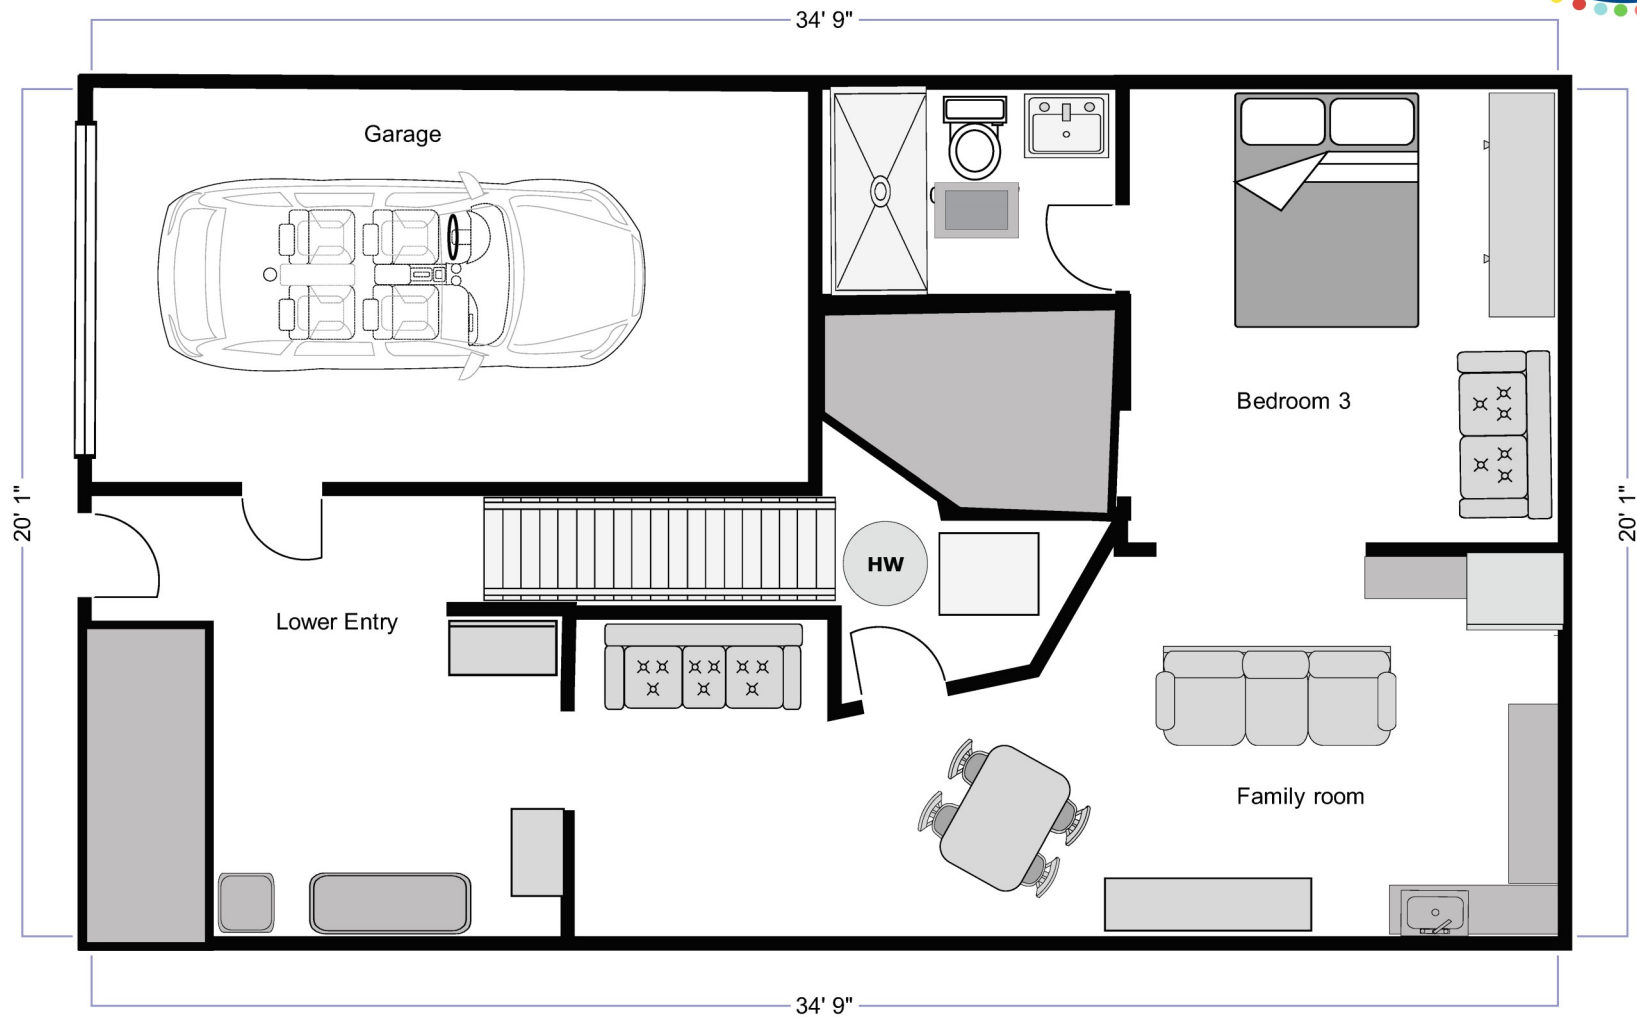 34' 9"
Garage
Bedroom 3
20' 1"
20' 1"
HW
Lower Entry
Family room
34' 9"